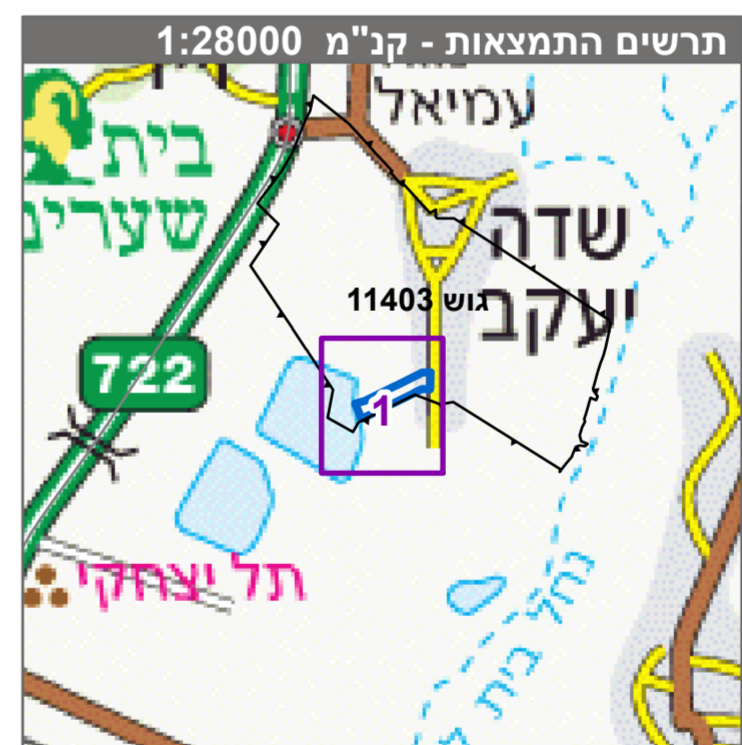 תרשים התמצאות - קנ"מ 1:28000
עמיאל
בית
שערים
שדה
יעקב
גוש 11403
722
1
תל יצחקי
נחל בית